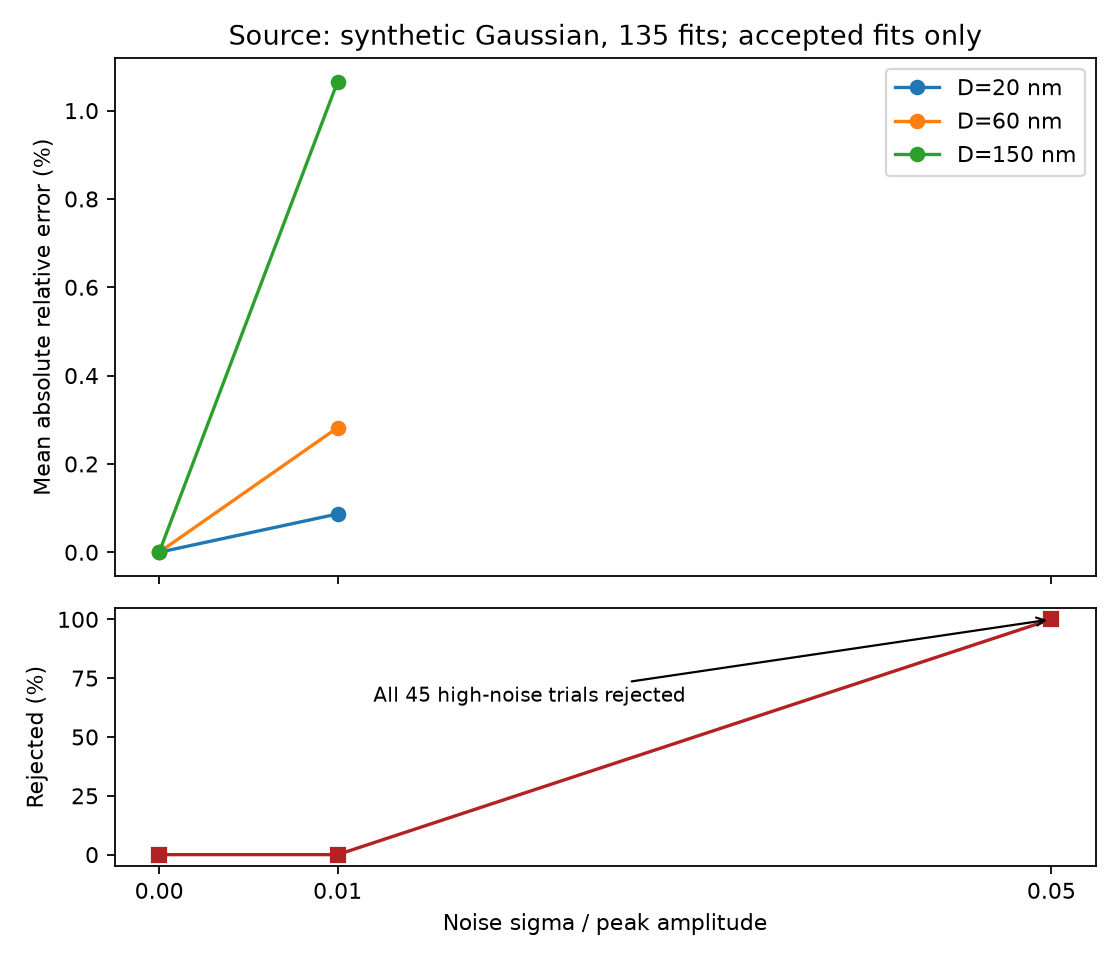 Source: synthetic Gaussian, 135 fits; accepted fits only
Mean absolute relative error (%)
1.0
0.8
0.6
0.4
0.2
0.0
D=20 nm
D=60 nm
D=150 nm
Rejected (%)
100
75
50
25
0
All 45 high-noise trials rejected
0.00
0.01
0.05
Noise sigma / peak amplitude